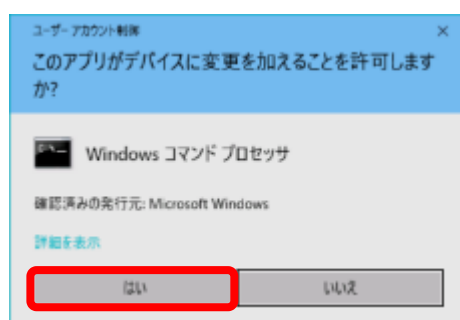 ユーザー アカウント制御
このアプリがデバイスに変更を加えることを許可します
か?
Windows コマンド プロセッサ
確認済みの発行元: Microsoft Windows
詳細を表示
はい
いいえ